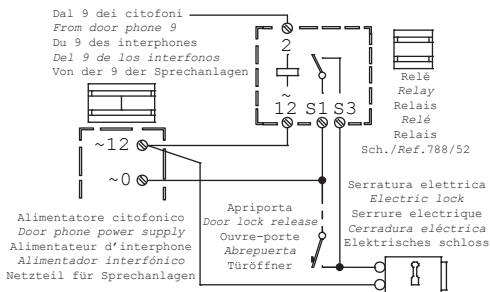 Dal 9 dei citofoni
From door phone 9
Du 9 des interphones
Del 9 de los interfonos
Von der 9 der Sprechanlagen
2
~
12 S1 S3
Relé
Relay
Relais
Relé
Relais
Sch./Ref.788/52
~12
~0
Alimentatore citofonico
Door phone power supply
Alimentateur d'interphone
Alimentador interfónico
Netzteil für Sprechanlagen
Apriporta
Door lock release
Ouvre-porte
Abrepuerta
Türöffner
Serratura elettrica
Electric lock
Serrure electrique
Cerradura eléctrica
Elektrisches schloss